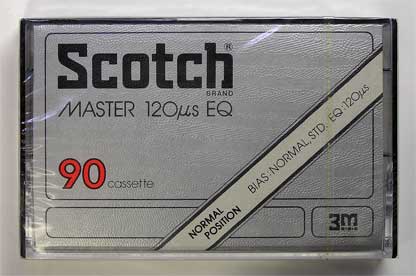 Scotch®
BRAND
MASTER 120µs EQ
90 cassette
NORMAL
POSITION
BIAS:NORMAL, STD. EQ:120µs
3M